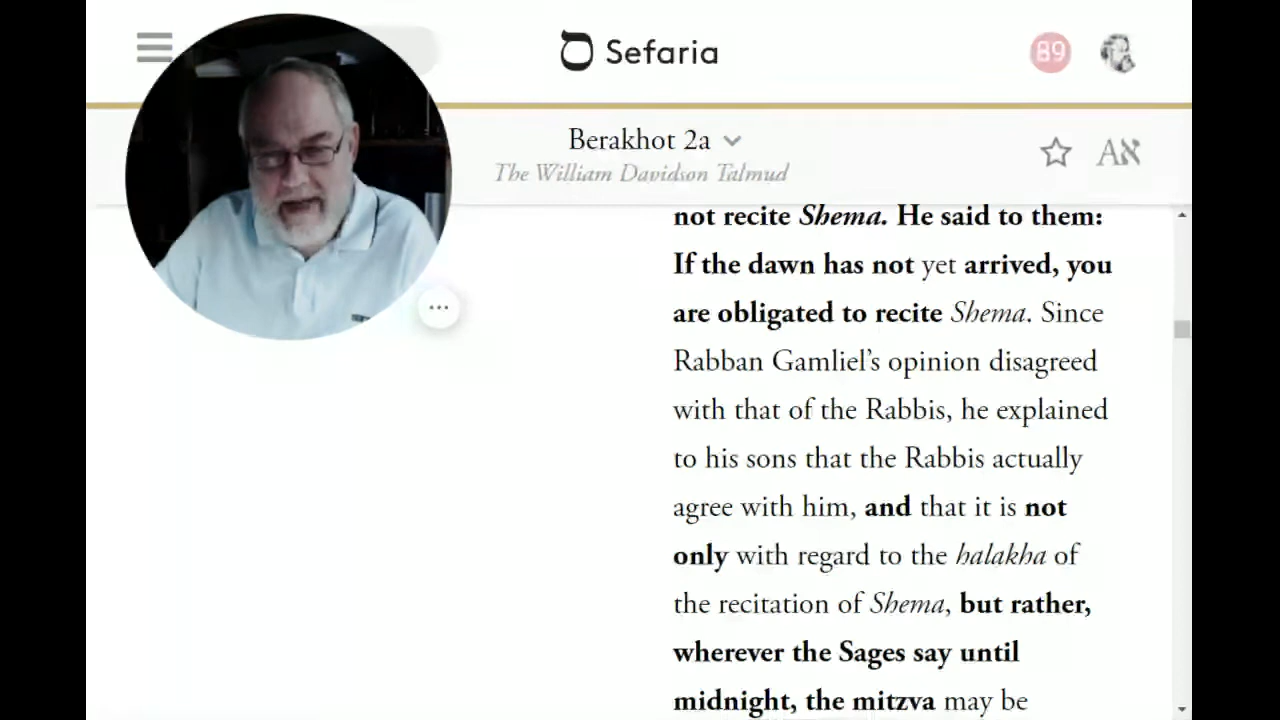 Sefaria
89
Berakhot 2a
The William Davidson Talmud
Aא
not recite Shema. He said to them:
If the dawn has not yet arrived, you
are obligated to recite Shema. Since
Rabban Gamliel’s opinion disagreed
with that of the Rabbis, he explained
to his sons that the Rabbis actually
agree with him, and that it is not
only with regard to the halakha of
the recitation of Shema, but rather,
wherever the Sages say until
midnight, the mitzva may be